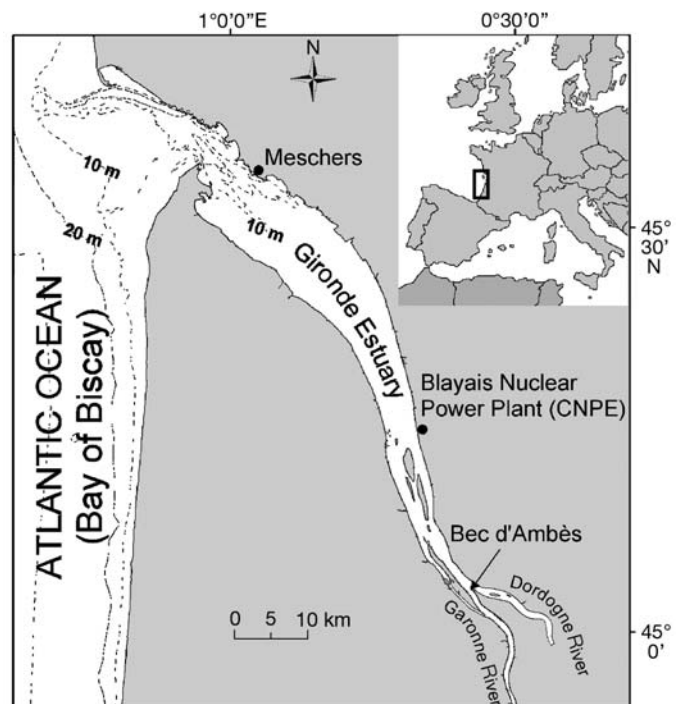 1°0'0"E
0°30'0"E
N
Meschers
10 m
20 m
10 m
45°
30'
N
Gironde Estuary
ATLANTIC OCEAN
(Bay of Biscay)
Blayais Nuclear
Power Plant (CNPE)
Bec d'Ambès
Dordogne River
Garonne River
0 5 10 km
45°
0'